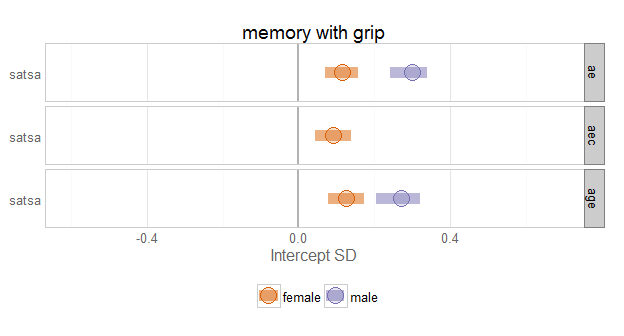 memory with grip
satsa
ae
satsa
aec
satsa
age
-0.4 0.0 0.4
Intercept SD
female male